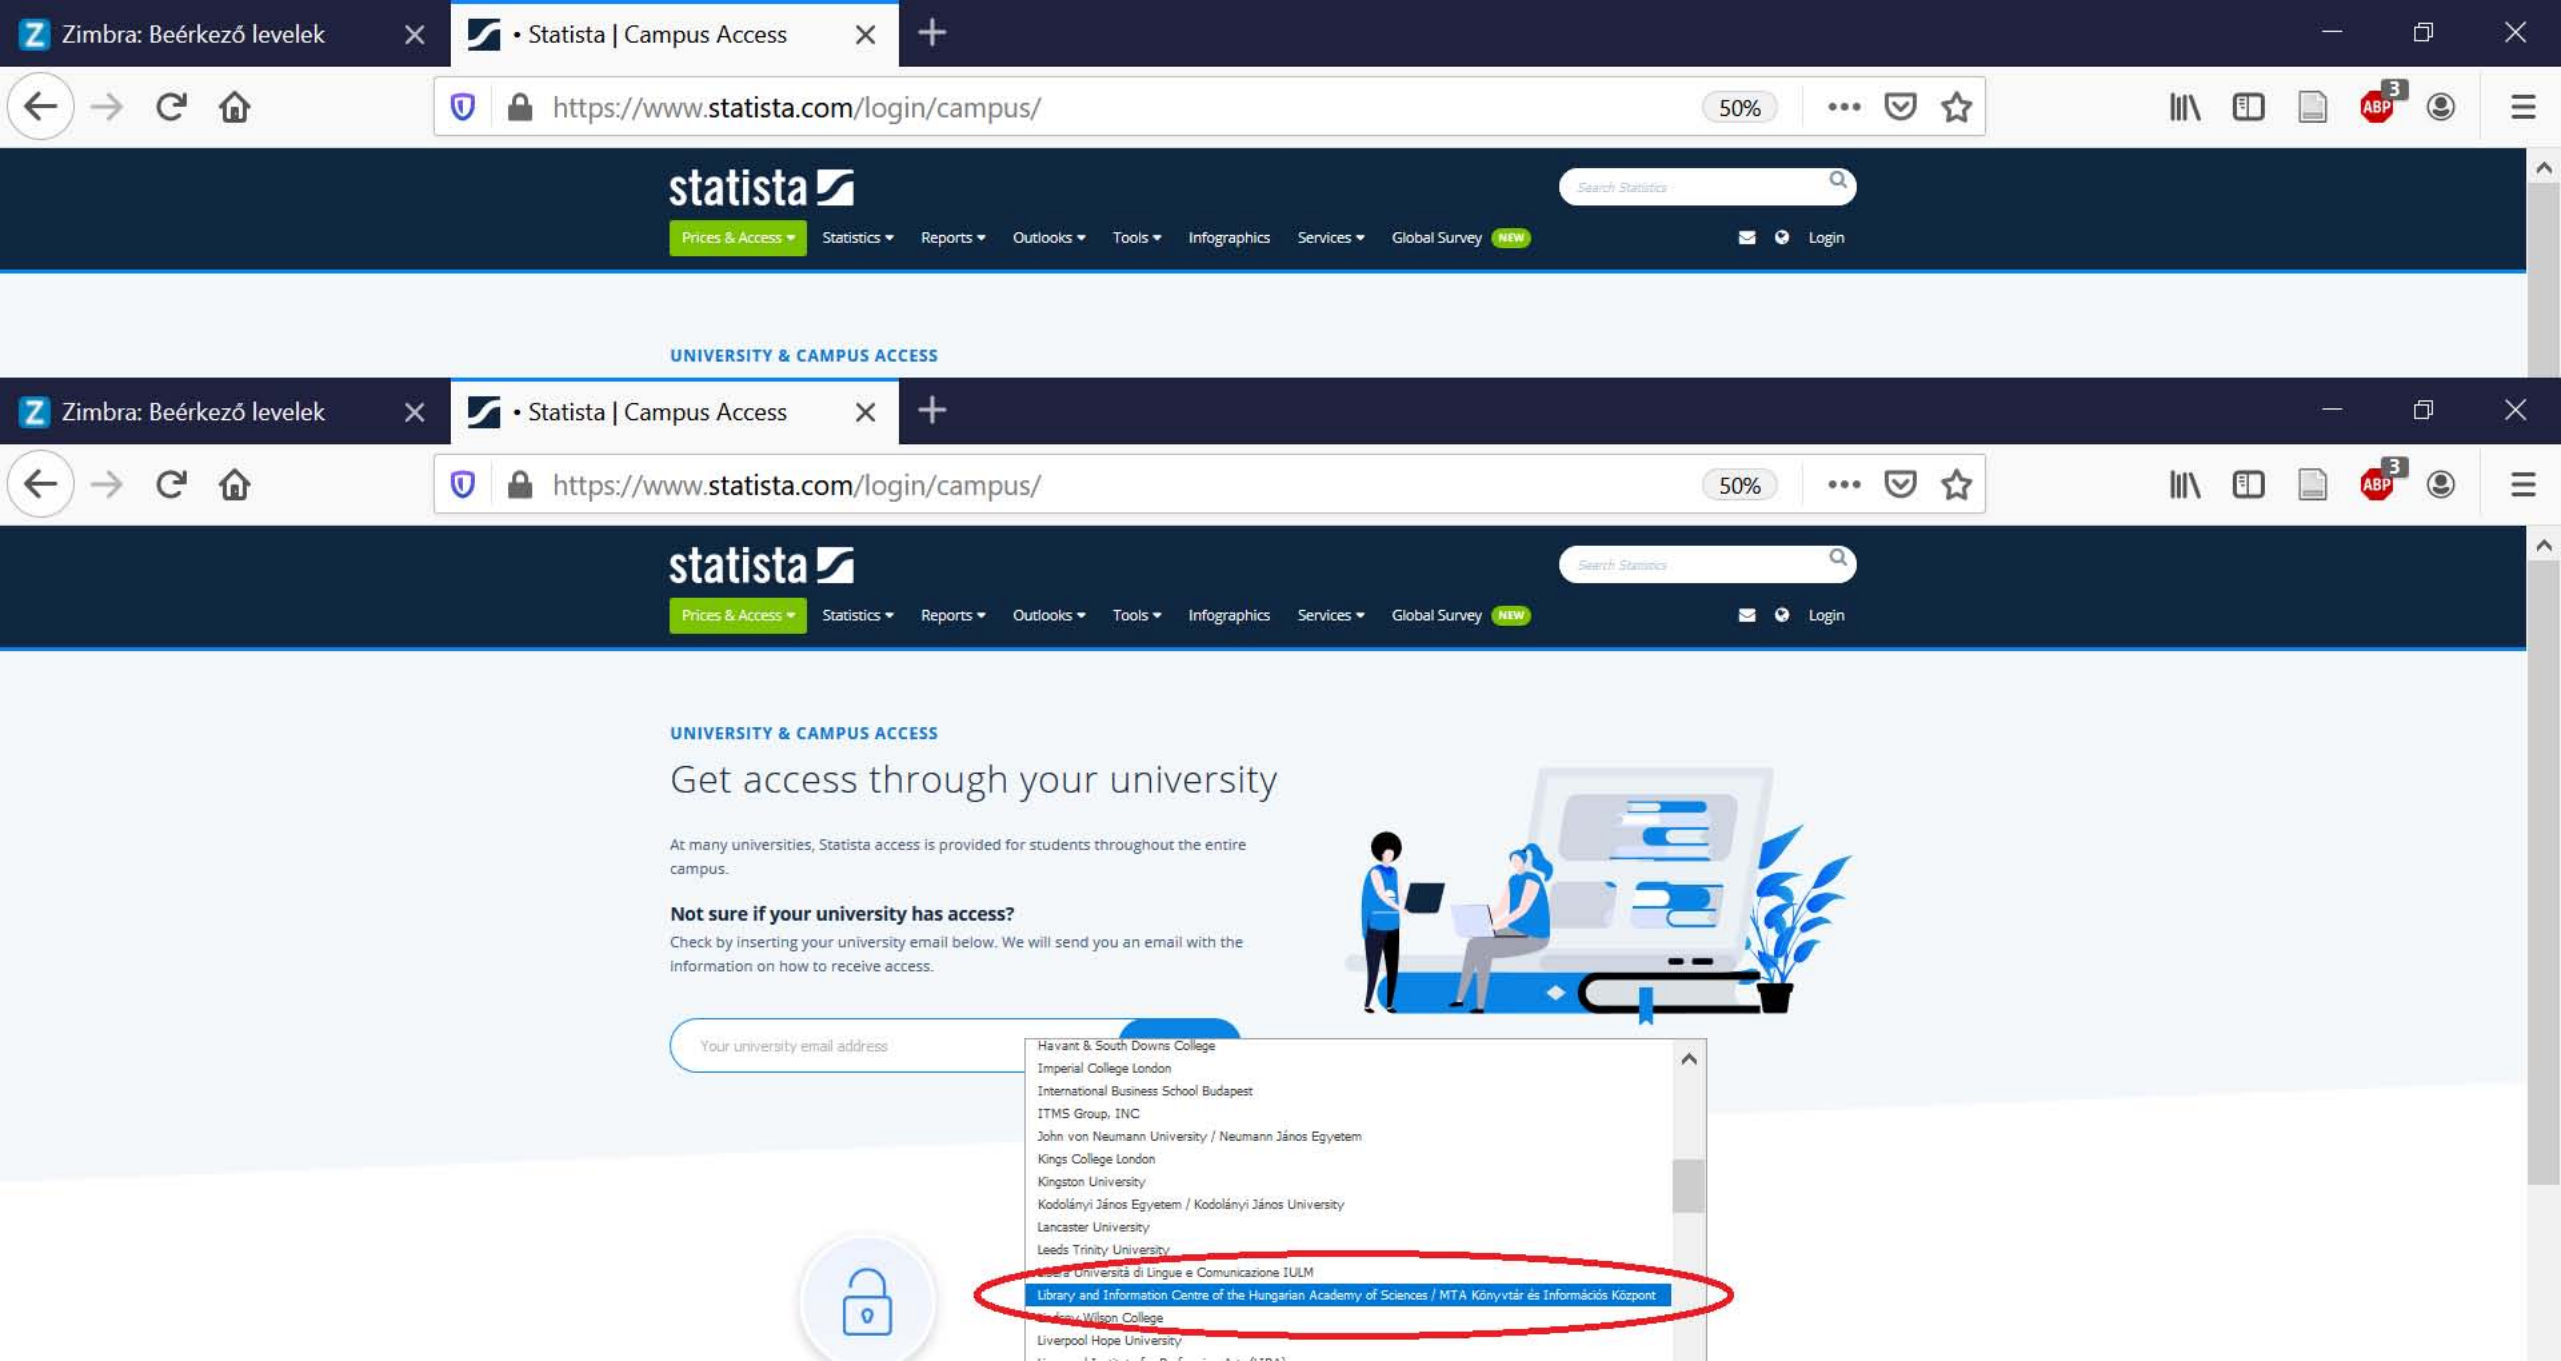 Zimbra: Beérkező levelek
• Statista | Campus Access
https://www.statista.com/login/campus/
50%
ABP 3
statista
Search Statistics
Prices & Access Statistics Reports Outlooks Tools Infographics Services Global Survey NEW Login
UNIVERSITY & CAMPUS ACCESS
Zimbra: Beérkező levelek
• Statista | Campus Access
https://www.statista.com/login/campus/
50%
ABP 3
statista
Search Statistics
Prices & Access Statistics Reports Outlooks Tools Infographics Services Global Survey NEW Login
UNIVERSITY & CAMPUS ACCESS
Get access through your university
At many universities, Statista access is provided for students throughout the entire
campus.
Not sure if your university has access?
Check by inserting your university email below. We will send you an email with the
information on how to receive access.
Your university email address
Havant & South Downs College
Imperial College London
International Business School Budapest
ITMS Group, INC
John von Neumann University / Neumann János Egyetem
Kings College London
Kingston University
Kodolányi János Egyetem / Kodolányi János University
Lancaster University
Leeds Trinity University
Università di Lingue e Comunicazione IULM
Library and Information Centre of the Hungarian Academy of Sciences / MTA Könyvtár és Információs Központ
Wilson College
Liverpool Hope University